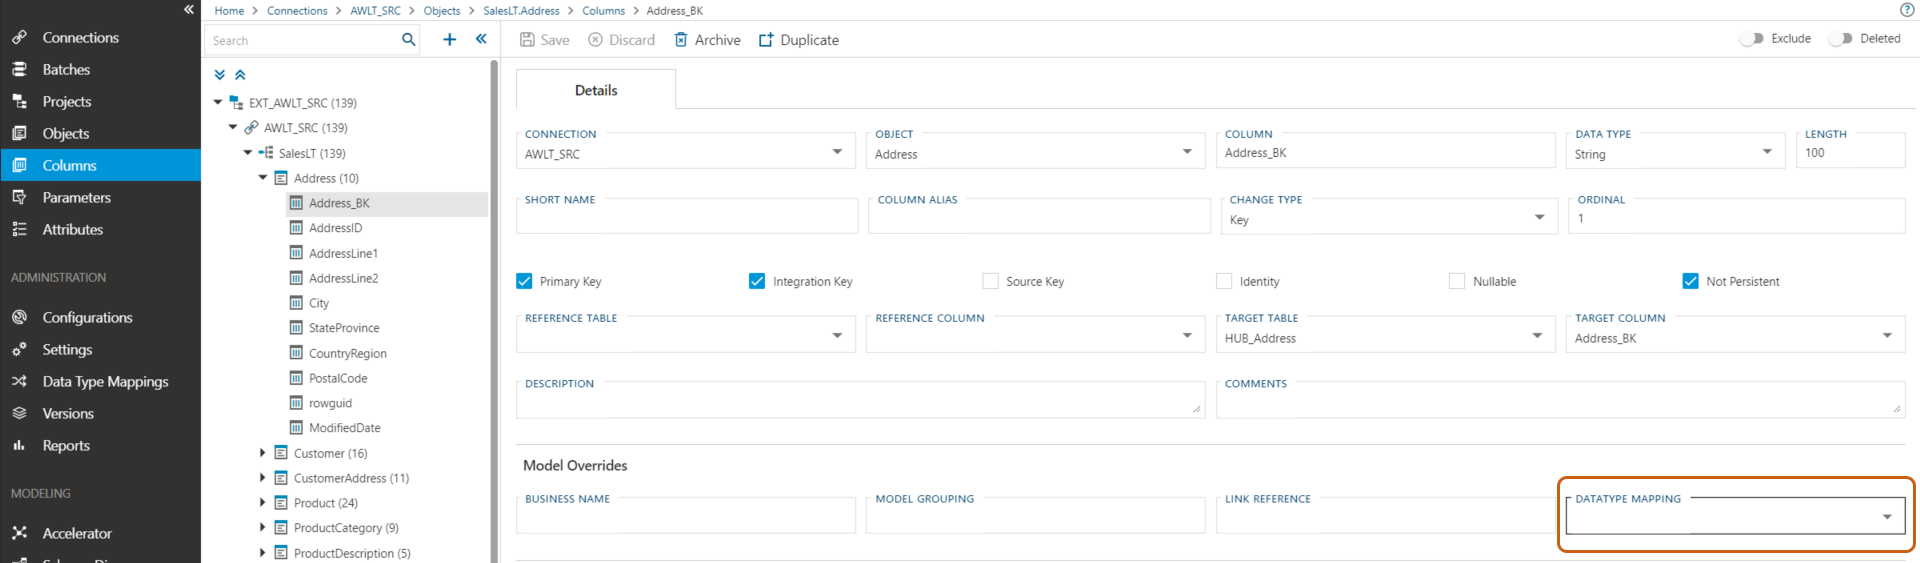 Home > Connections > AWLT_SRC > Objects > SalesLT.Address > Columns > Address_BK
Connections
Batches
Projects
Objects
Columns
Parameters
Attributes
ADMINISTRATION
Configurations
Settings
Data Type Mappings
Versions
Reports
MODELING
Accelerator
Search
EXT_AWLT_SRC (139)
AWLT_SRC (139)
SalesLT (139)
Address (10)
Address_BK
AddressID
AddressLine1
AddressLine2
City
StateProvince
CountryRegion
PostalCode
rowguid
ModifiedDate
Customer (16)
CustomerAddress (11)
Product (24)
ProductCategory (9)
ProductDescription (5)
Save Discard Archive Duplicate Exclude Deleted
Details
CONNECTION OBJECT COLUMN DATA TYPE LENGTH
AWLT_SRC Address Address_BK String 100
SHORT NAME COLUMN ALIAS CHANGE TYPE ORDINAL
Key 1
Primary Key Integration Key Source Key Identity Nullable Not Persistent
REFERENCE TABLE REFERENCE COLUMN TARGET TABLE TARGET COLUMN
HUB_Address Address_BK
DESCRIPTION COMMENTS
Model Overrides
BUSINESS NAME MODEL GROUPING LINK REFERENCE DATATYPE MAPPING